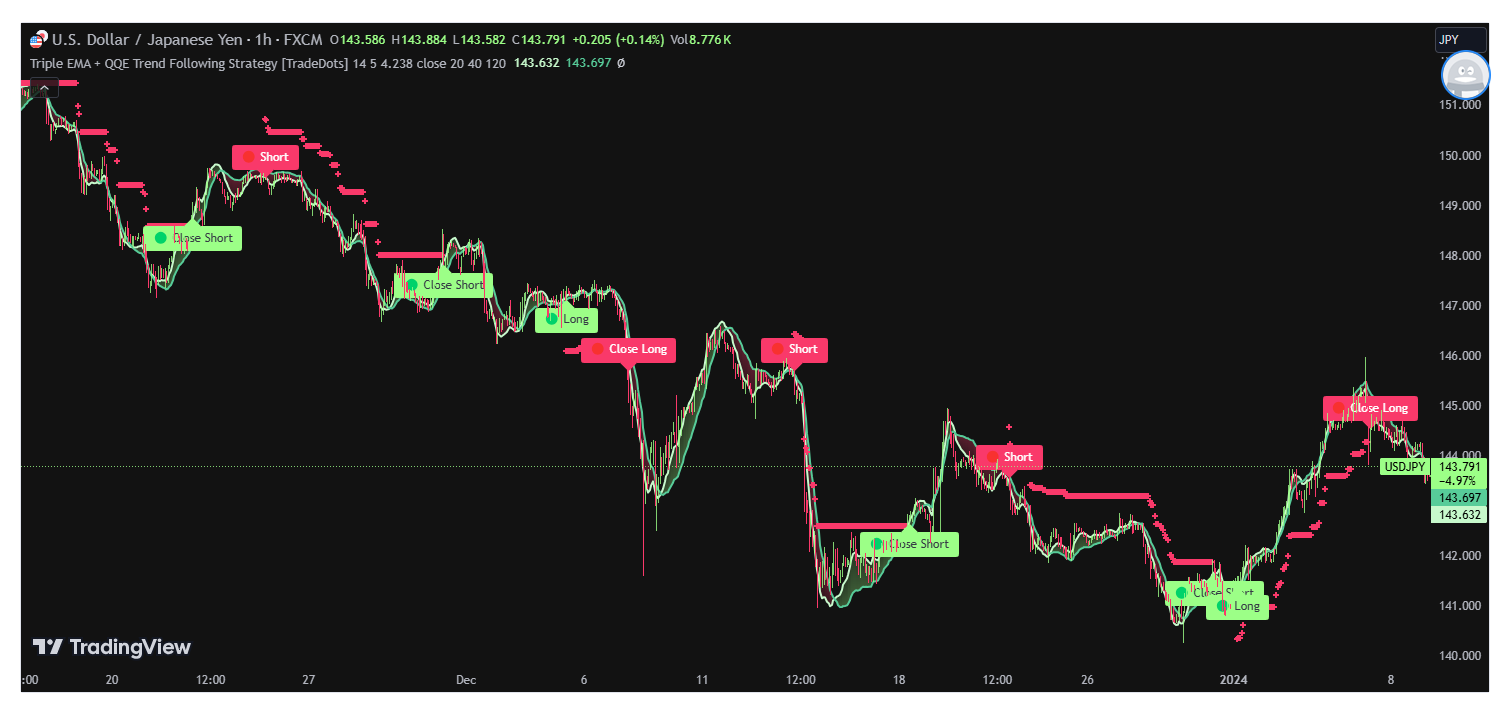 U.S. Dollar / Japanese Yen · 1h · FXCM O143.586 H143.884 L143.582 C143.791 +0.205 (+0.14%) Vol8.776K
JPY
Triple EMA + QQE Trend Following Strategy [TradeDots] 14 5 4.238 close 20 40 120 143.632 143.697 Ø
151.000
Short
150.000
149.000
Close Short
148.000
Close Short
147.000
Long
Close Long
Short
146.000
145.000
Close Long
144.000
Short
USDJPY 143.791
−4.97%
143.697
143.632
Close Short
142.000
Close Short
Long
141.000
TradingView
140.000
:00 20 12:00 27 Dec 6 11 12:00 18 12:00 26 2024 8